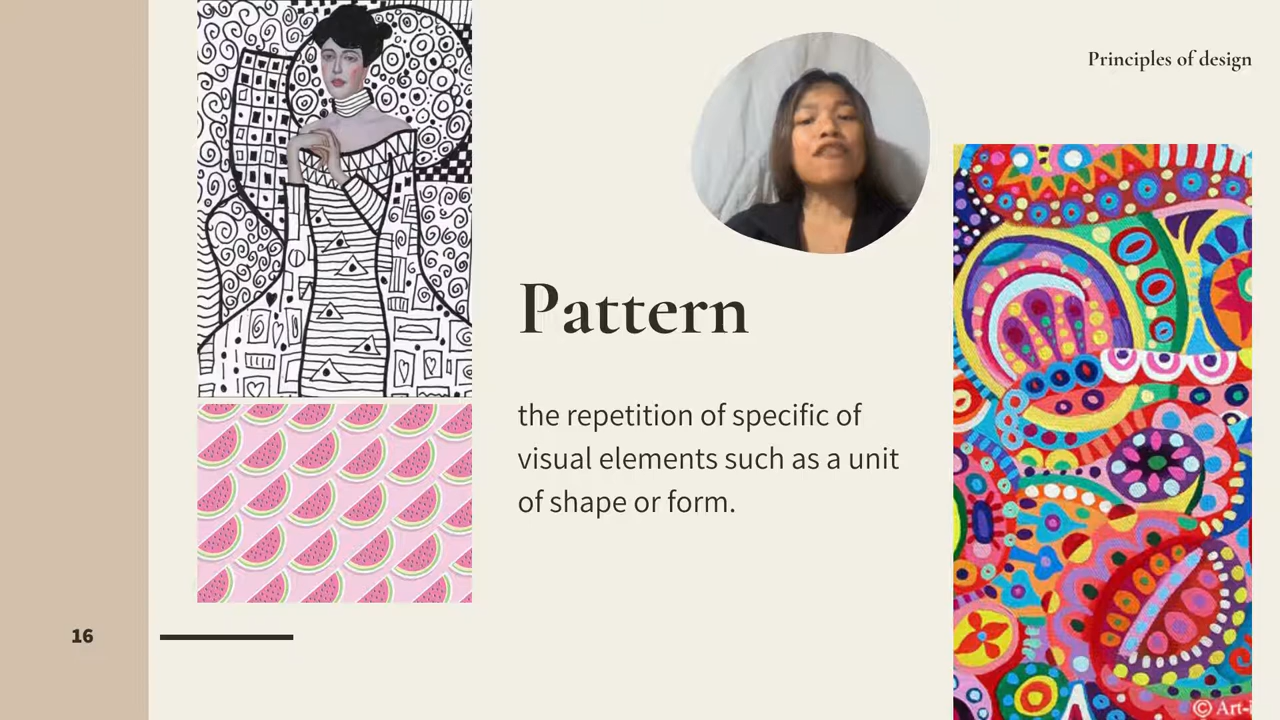 Principles of design
Pattern
the repetition of specific of
visual elements such as a unit
of shape or form.
16
© Art-